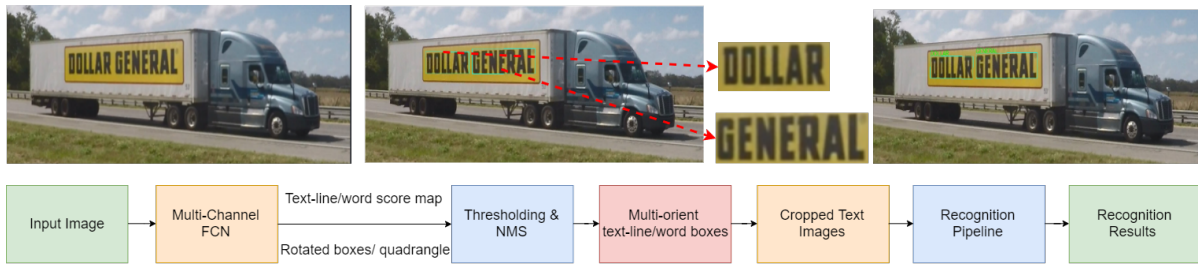 DOLLAR GENERAL
DOLLAR GENERAL
DOLLAR
GENERAL
DOLLAR GENERAL
Input Image
Multi-Channel
FCN
Text-line/word score map
Rotated boxes/ quadrangle
Thresholding &
NMS
Multi-orient
text-line/word boxes
Cropped Text
Images
Recognition
Pipeline
Recognition
Results